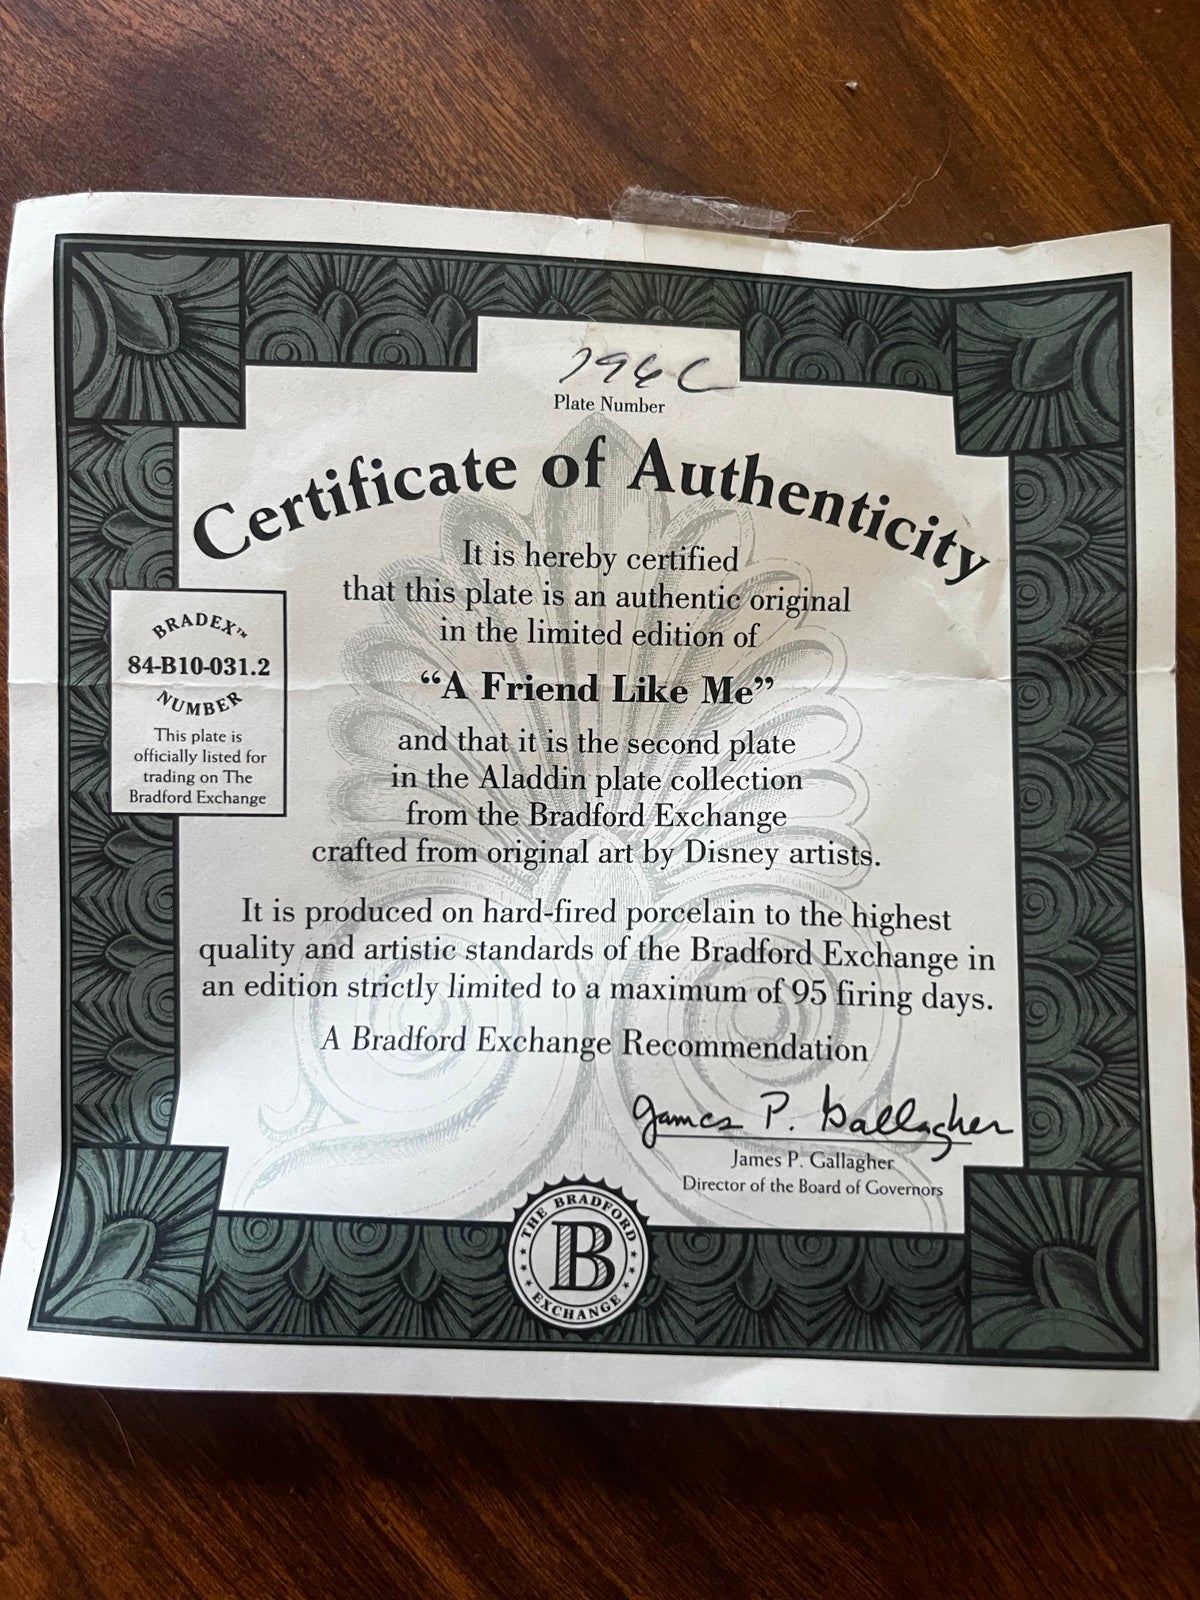 796C
Plate Number
Certificate of Authenticity
It is hereby certified
that this plate is an authentic original
in the limited edition of
“A Friend Like Me”
and that it is the second plate
in the Aladdin plate collection
from the Bradford Exchange
crafted from original art by Disney artists.
It is produced on hard-fired porcelain to the highest
quality and artistic standards of the Bradford Exchange in
an edition strictly limited to a maximum of 95 firing days.
A Bradford Exchange Recommendation
James P. Gallagher
James P. Gallagher
Director of the Board of Governors
BRADEX™
84-B10-031.2
NUMBER
This plate is
officially listed for
trading on The
Bradford Exchange
THE BRADFORD
B
EXCHANGE